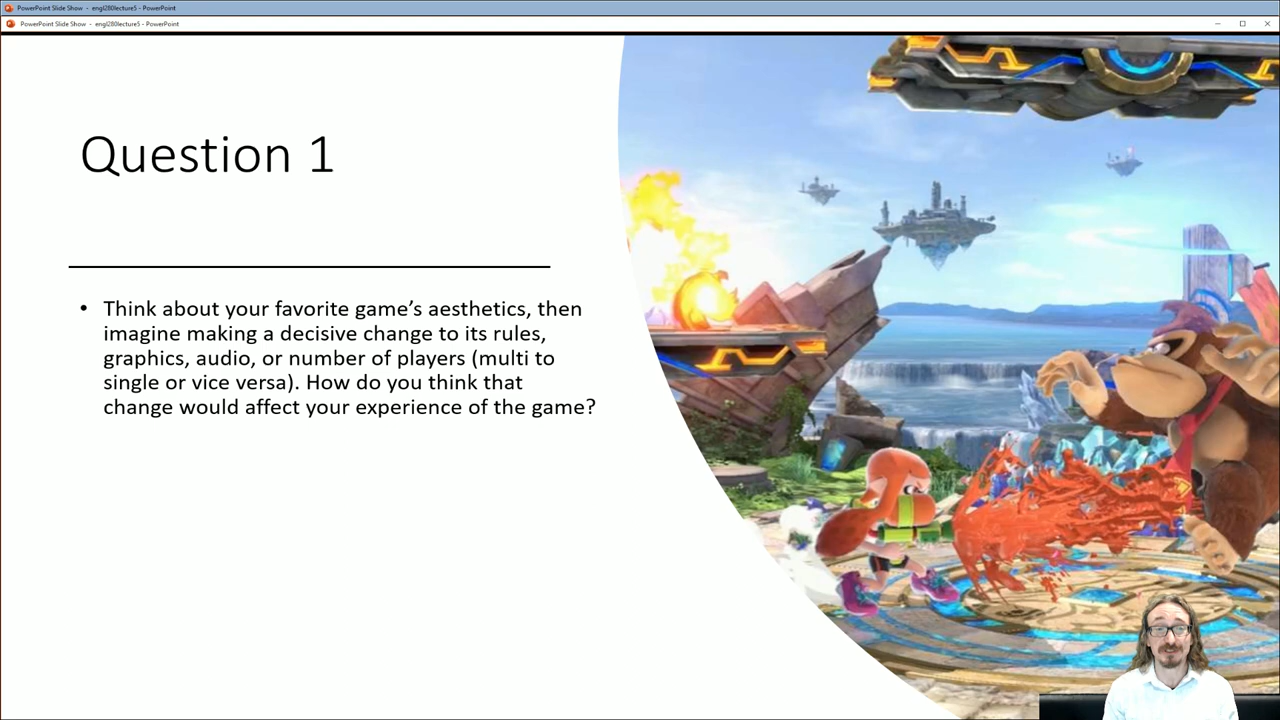 PowerPoint Slide Show - engl280lecture5 - PowerPoint
PowerPoint Slide Show - engl280lecture5 - PowerPoint
Question 1
• Think about your favorite game’s aesthetics, then
imagine making a decisive change to its rules,
graphics, audio, or number of players (multi to
single or vice versa). How do you think that
change would affect your experience of the game?